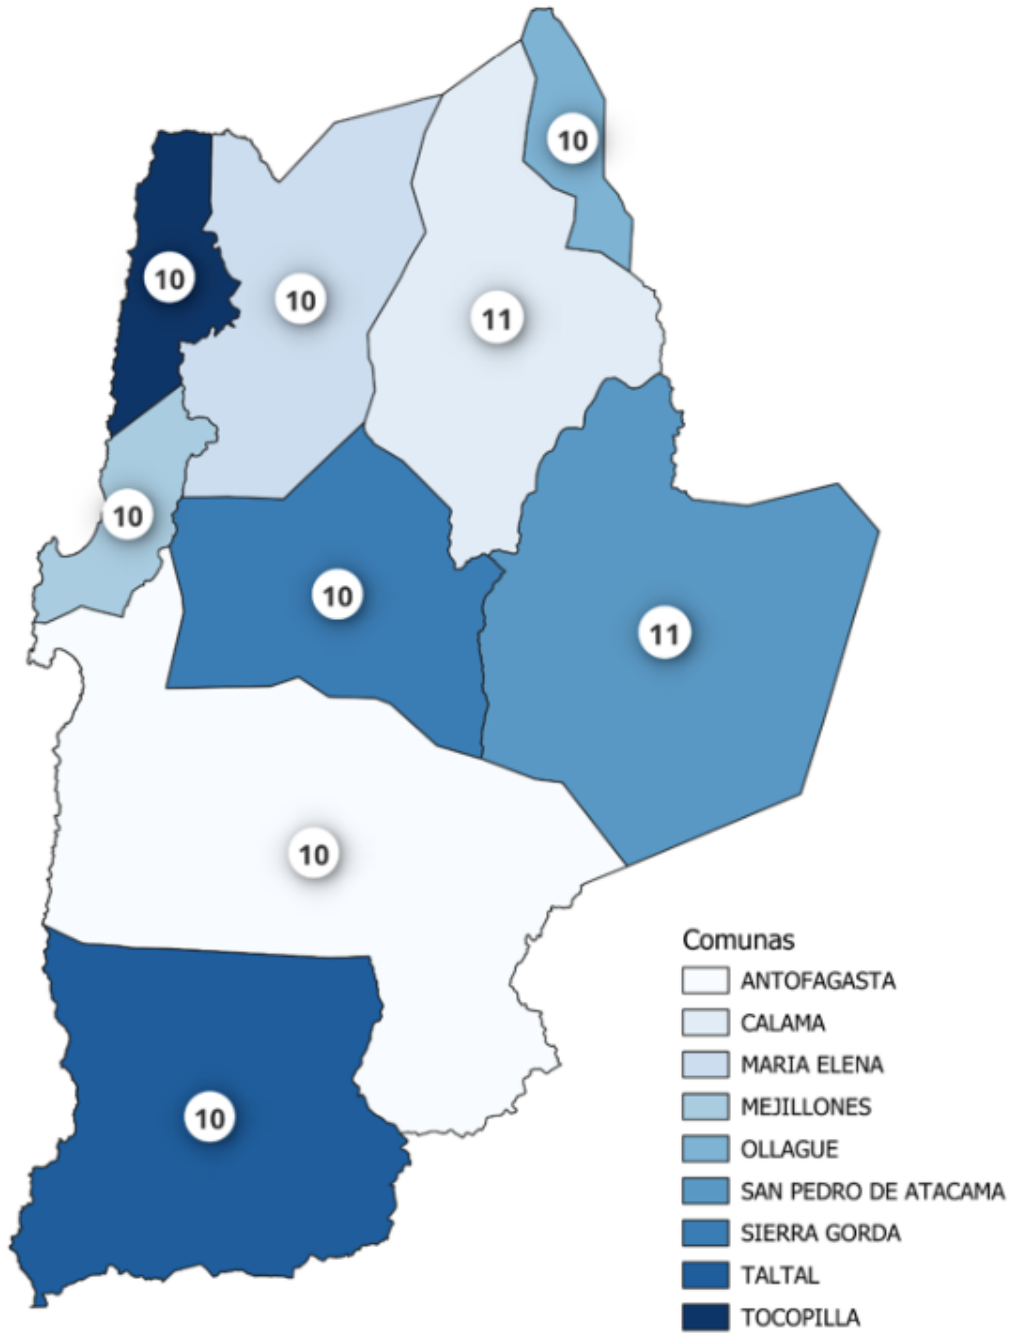 10
10
10
11
10
10
11
10
10
Comunas
ANTOFAGASTA
CALAMA
MARIA ELENA
MEJILLONES
OLLAGUE
SAN PEDRO DE ATACAMA
SIERRA GORDA
TALTAL
TOCOPILLA